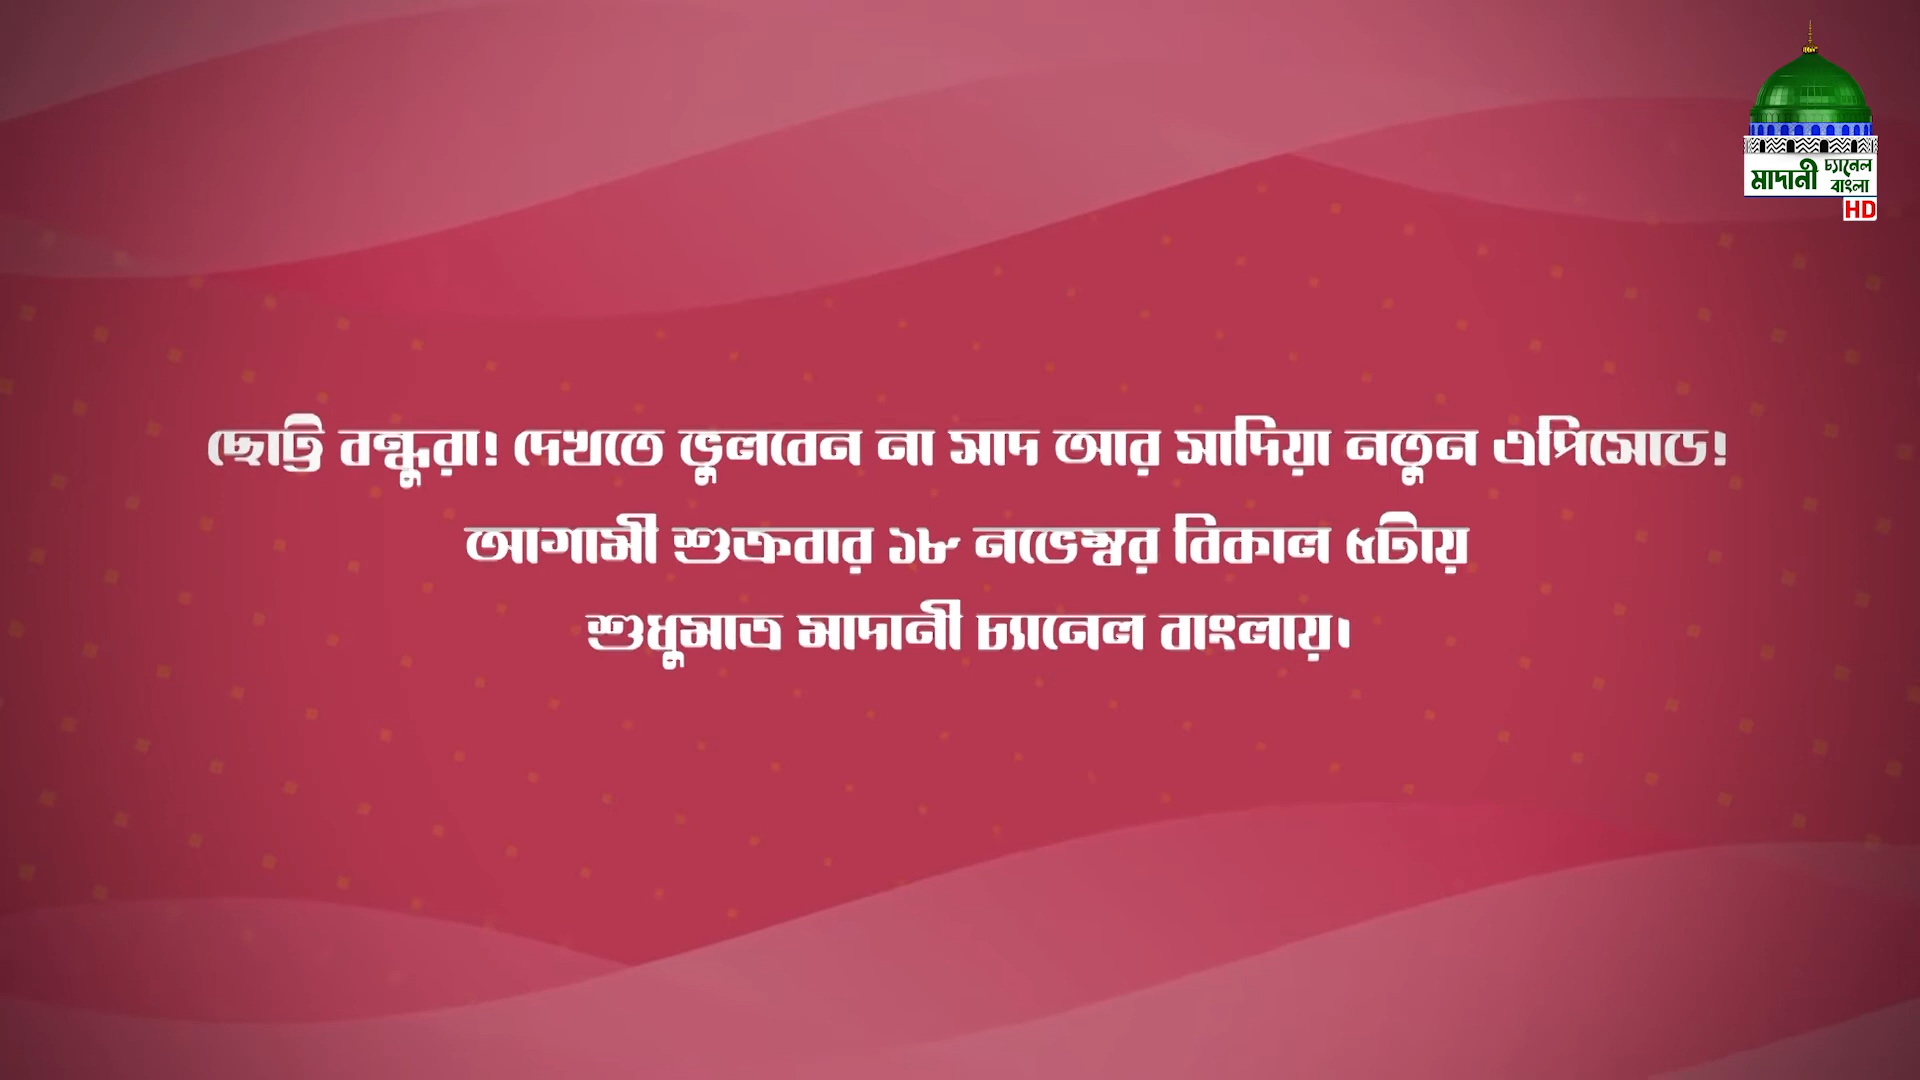 মাদানী চ্যানেল
বাংলা
HD
ছোট্ট বন্ধুরা! দেখতে ভুলবেন না সাদ আর সাদিয়া নতুন এপিসোড!
আগামী শুক্রবার ১৮ নভেম্বর বিকাল ৫টায়
শুধুমাত্র মাদানী চ্যানেল বাংলায়।